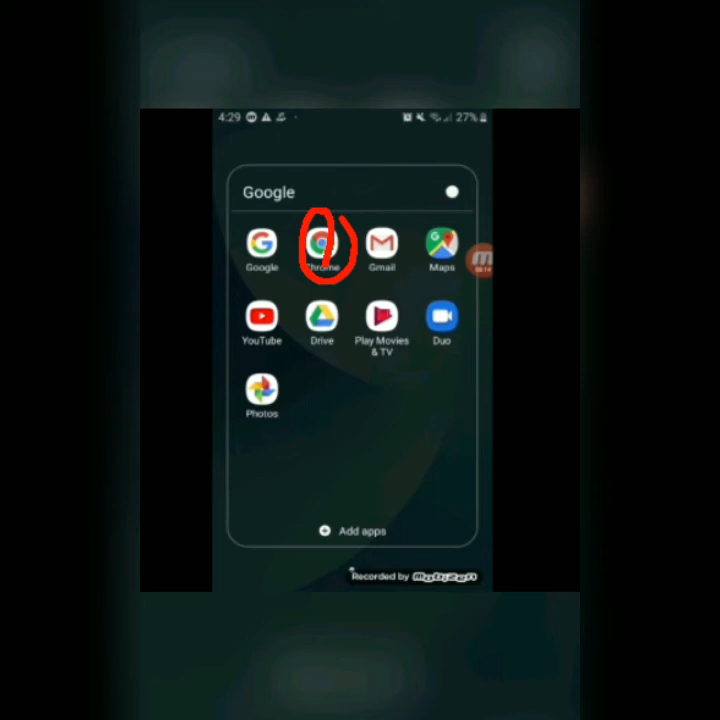 4:29 27%
Google
Google Chrome Gmail Maps
YouTube Drive Play Movies & TV Duo
Photos
Add apps
Recorded by Mobizen